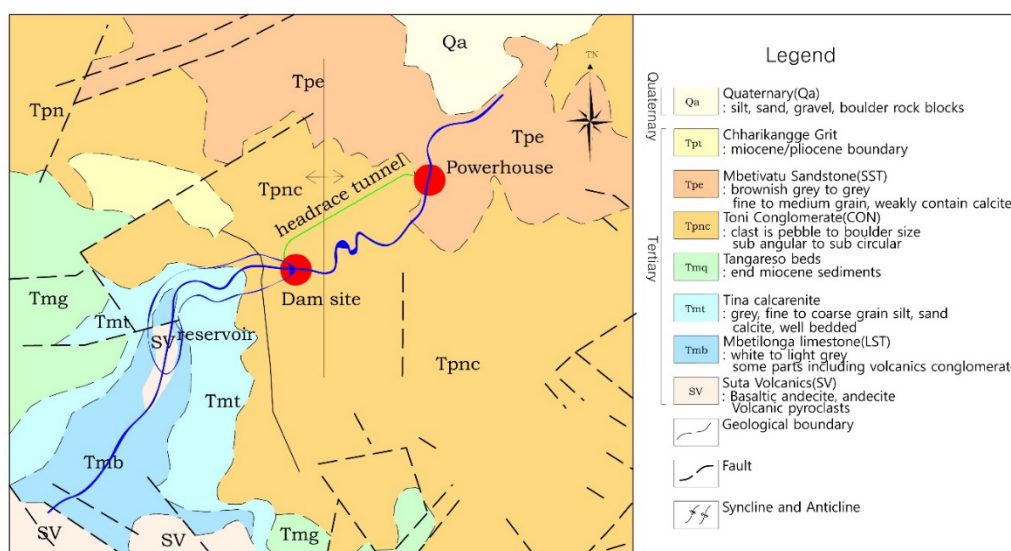 Qa
TN
Tpe
Tpn
Tpe
Powerhouse
Tpnc
headrace tunnel
Dam site
Tmg
Tmt
SV
reservoir
Tpnc
Tmt
Tmb
SV
SV
Tmg
Legend
Quaternary
Qa
Quaternary(Qa)
: silt, sand, gravel, boulder rock blocks
Tertiary
Tpt
Chharikangge Grit
: miocene/pliocene boundary
Tpe
Mbetivatu Sandstone(SST)
: brownish grey to grey
fine to medium grain, weakly contain calcite
Tpnc
Toni Conglomerate(CON)
: clast is pebble to boulder size
sub angular to sub circular
Tmq
Tangareso beds
: end miocene sediments
Tmt
Tina calcarenite
: grey, fine to coarse grain silt, sand
calcite, well bedded
Tmb
Mbetilonga limestone(LST)
: white to light grey
some parts including volcanics conglomerat
SV
Suta Volcanics(SV)
: Basaltic andecite, andecite
Volcanic pyroclasts
Geological boundary
Fault
Syncline and Anticline